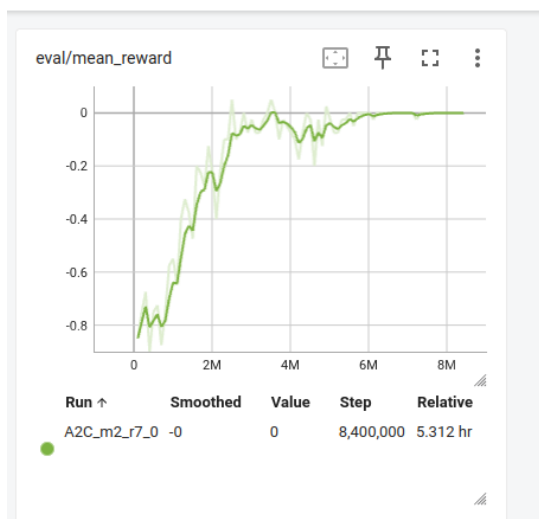 eval/mean_reward
0
-0.2
-0.4
-0.6
-0.8
0 2M 4M 6M 8M
Run ↑ Smoothed Value Step Relative
A2C_m2_r7_0 -0 0 8,400,000 5.312 hr